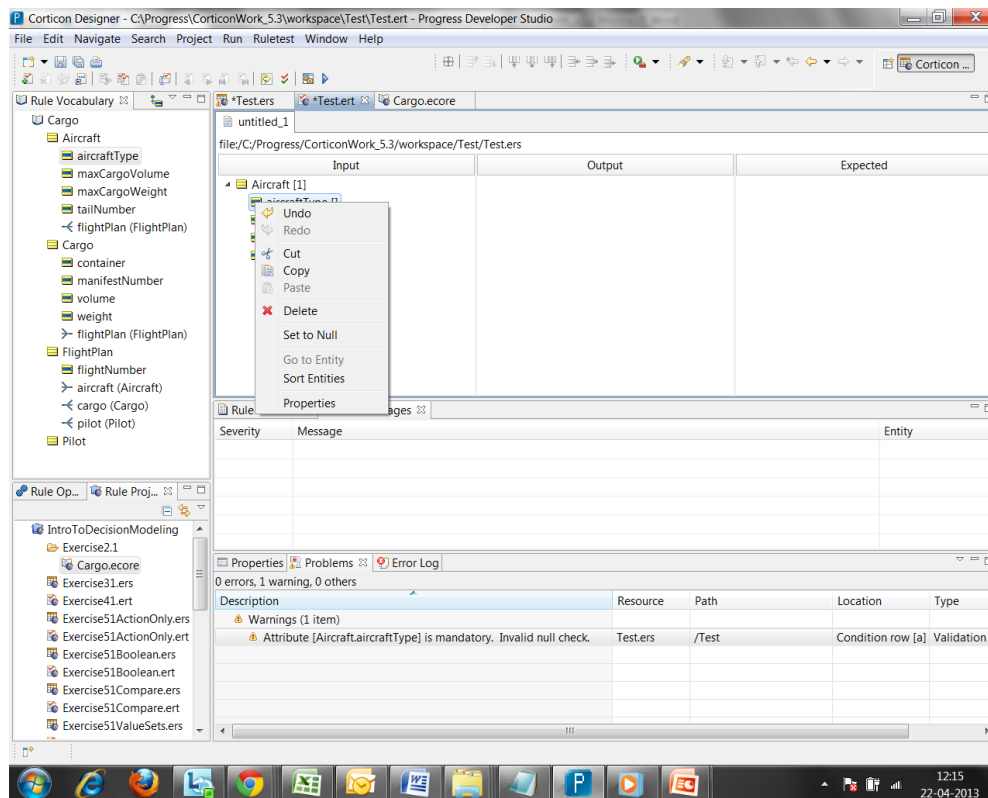 Corticon Designer - C:\Progress\CorticonWork_5.3\workspace\Test\Test.ert - Progress Developer Studio
File Edit Navigate Search Project Run Ruletest Window Help
Corticon ...
Rule Vocabulary
*Test.ers *Test.ert Cargo.ecore
Cargo
Aircraft
aircraftType
maxCargoVolume
maxCargoWeight
tailNumber
flightPlan (FlightPlan)
Cargo
container
manifestNumber
volume
weight
flightPlan (FlightPlan)
FlightPlan
flightNumber
aircraft (Aircraft)
cargo (Cargo)
pilot (Pilot)
Pilot
untitled_1
file:/C:/Progress/CorticonWork_5.3/workspace/Test/Test.ers
Input Output Expected
Aircraft [1]
aircraftType []
Undo
Redo
Cut
Copy
Paste
Delete
Set to Null
Go to Entity
Sort Entities
Properties
Rule
Severity Message Entity
Rule Op... Rule Proj...
IntroToDecisionModeling
Exercise2.1
Cargo.ecore
Exercise31.ers
Exercise41.ert
Exercise51ActionOnly.ers
Exercise51ActionOnly.ert
Exercise51Boolean.ers
Exercise51Boolean.ert
Exercise51Compare.ers
Exercise51Compare.ert
Exercise51ValueSets.ers
Properties Problems Error Log
0 errors, 1 warning, 0 others
Description Resource Path Location Type
Warnings (1 item)
Attribute [Aircraft.aircraftType] is mandatory. Invalid null check. Test.ers /Test Condition row [a] Validation
12:15
22-04-2013